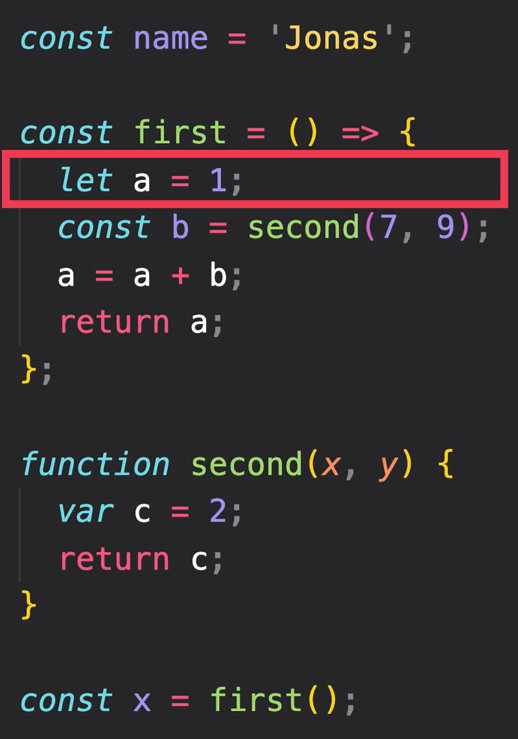 const name = 'Jonas';
const first = () => {
let a = 1;
const b = second(7, 9);
a = a + b;
return a;
};
function second(x, y) {
var c = 2;
return c;
}
const x = first();